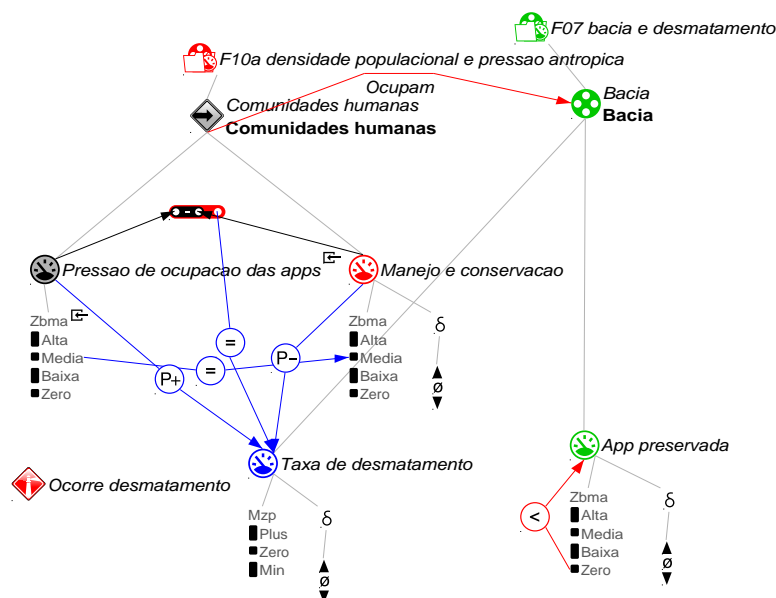 F07 bacia e desmatamento
F10a densidade populacional e pressao antropica
Ocupam
Comunidades humanas
Comunidades humanas
Bacia
Bacia
Pressao de ocupacao das apps
Manejo e conservacao
Zbma
Alta
Media
Baixa
Zero
Zbma
Alta
Media
Baixa
Zero
δ
ø
=
=
P+
P-
Taxa de desmatamento
App preservada
Ocorre desmatamento
Mzp
Plus
Zero
Min
δ
ø
<
Zbma
Alta
Media
Baixa
Zero
δ
ø